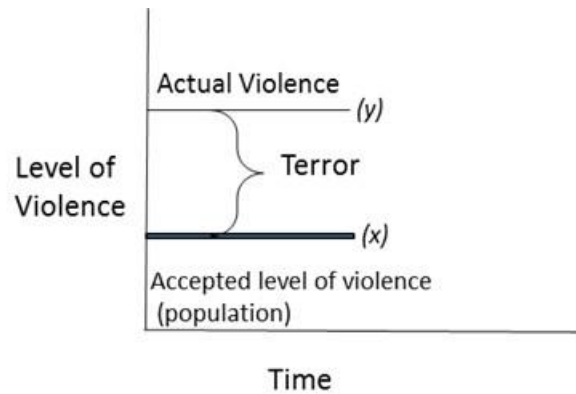 Actual Violence
(y)
Level of
Violence
Terror
(x)
Accepted level of violence
(population)
Time